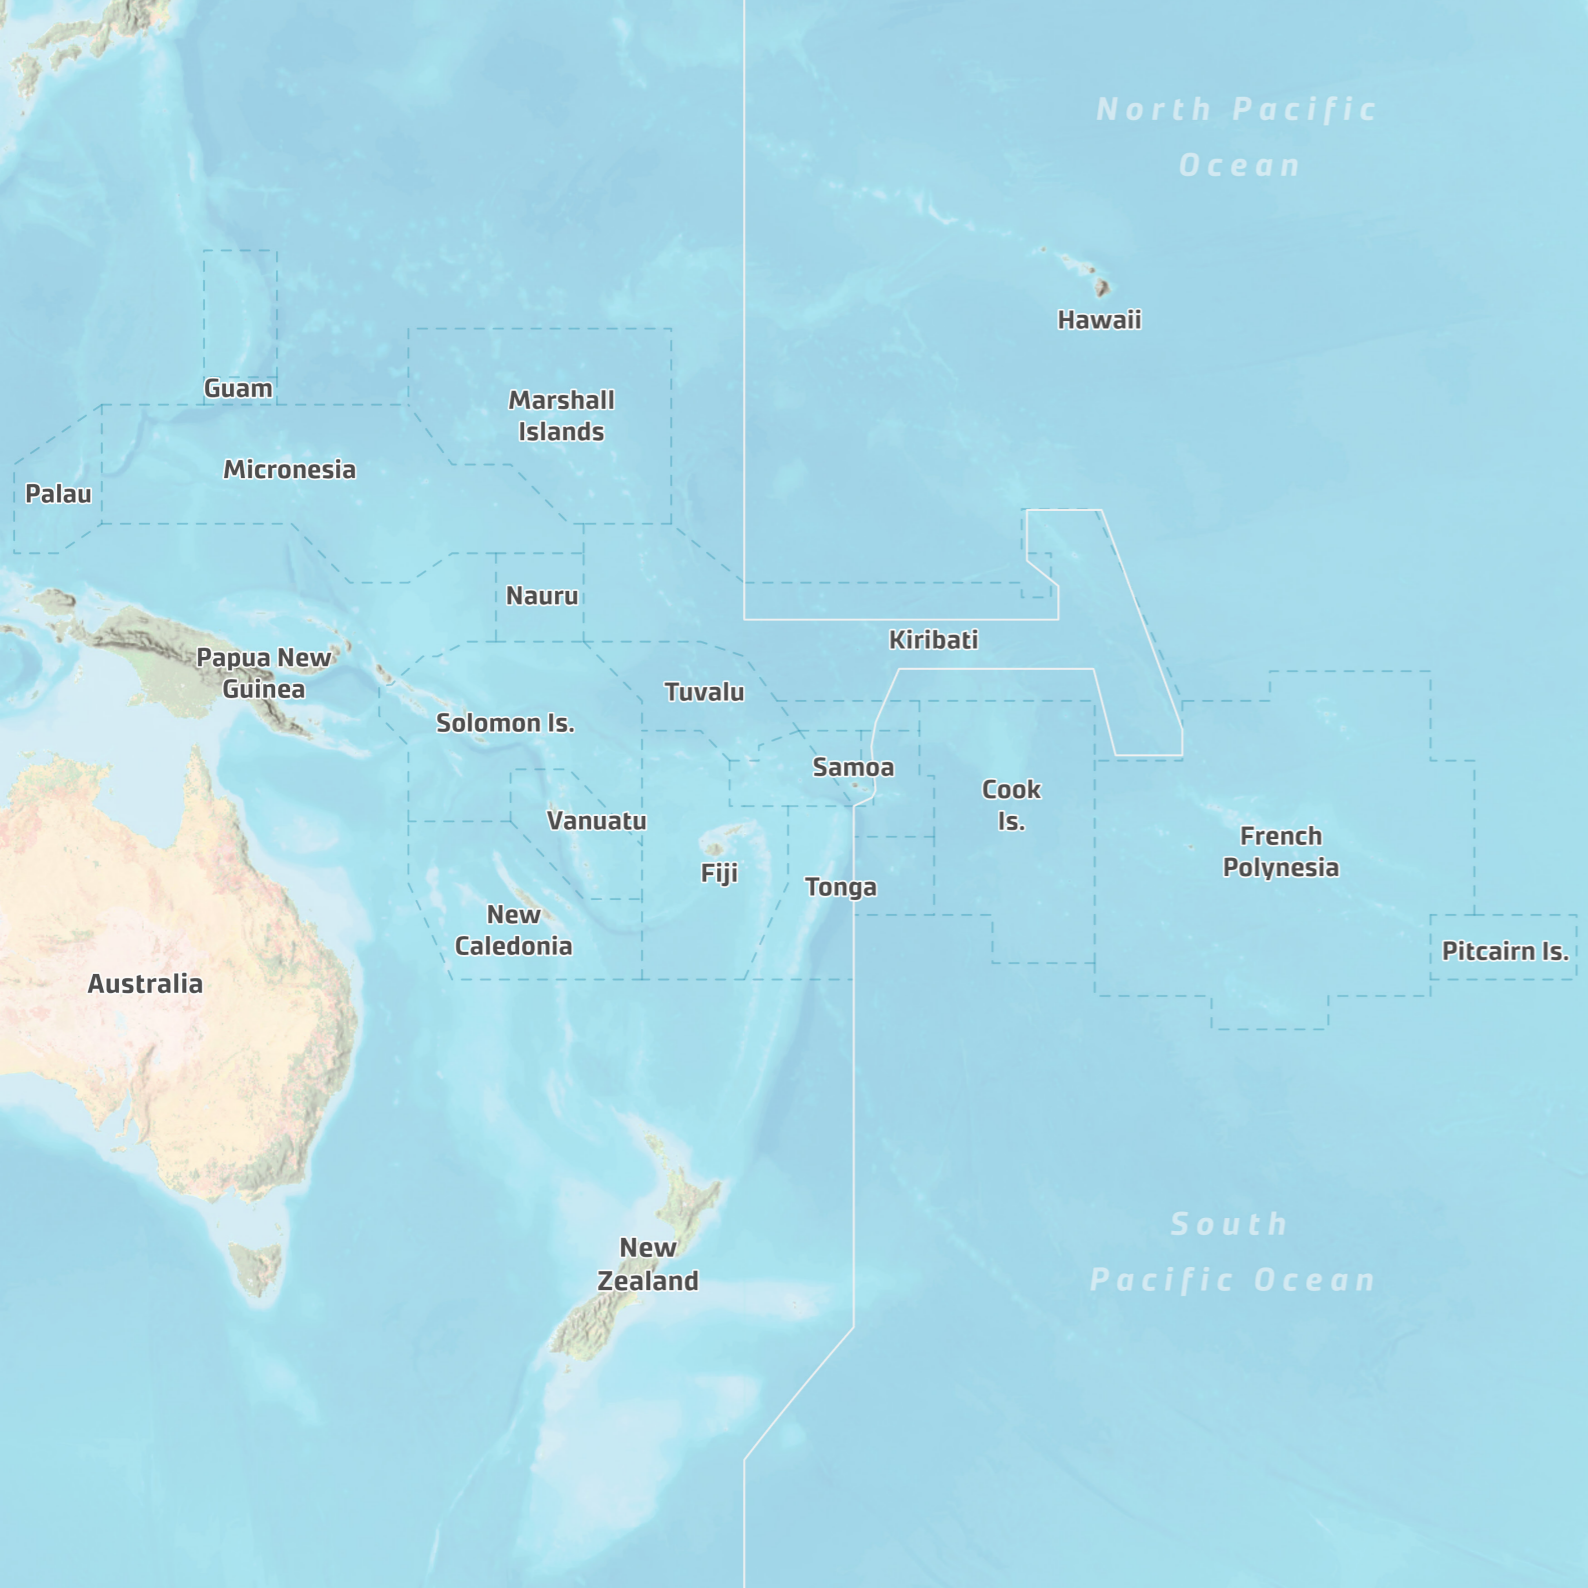 North Pacific
Ocean
Hawaii
Guam
Marshall
Islands
Micronesia
Palau
Nauru
Kiribati
Papua New
Guinea
Tuvalu
Solomon Is.
Samoa
Cook
Is.
Vanuatu
French
Polynesia
Fiji
Tonga
New
Caledonia
Pitcairn Is.
Australia
South
Pacific Ocean
New
Zealand